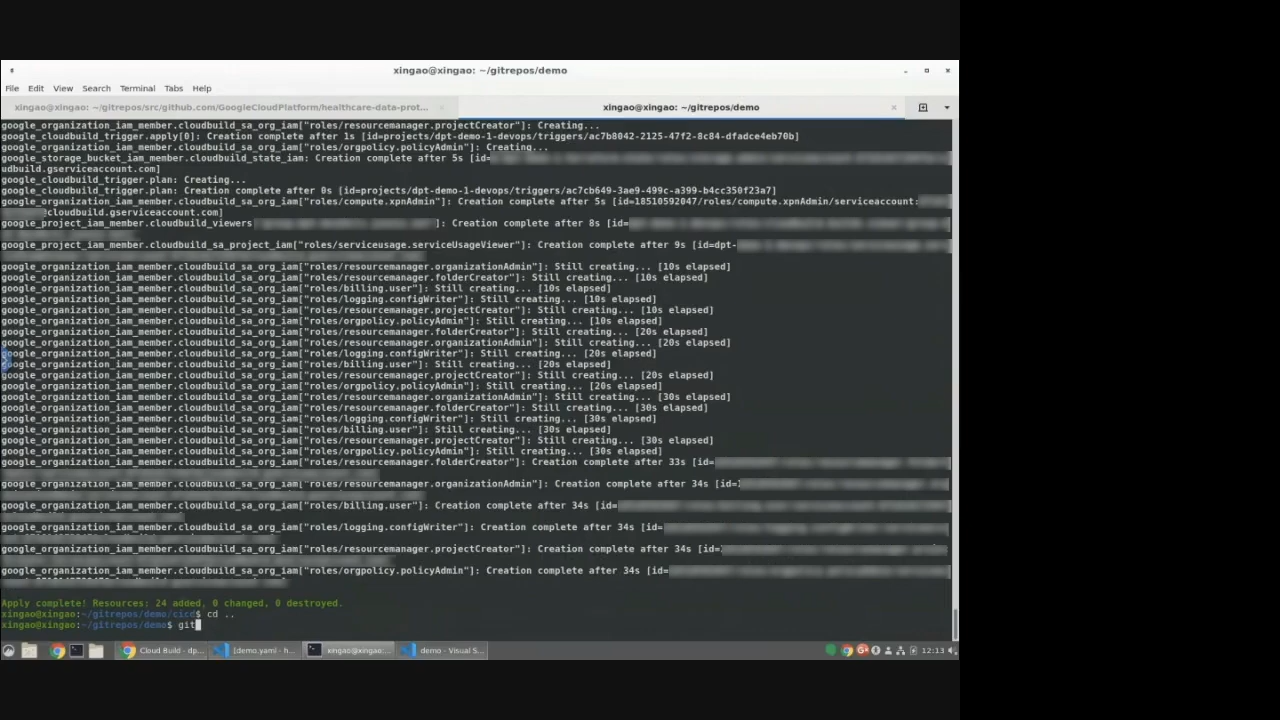 xingao@xingao: ~/gitrepos/demo
File Edit View Search Terminal Tabs Help
xingao@xingao: ~/gitrepos/src/github.com/GoogleCloudPlatform/healthcare-data-prot...
xingao@xingao: ~/gitrepos/demo
google_organization_iam_member.cloudbuild_sa_org_iam["roles/resourcemanager.projectCreator"]: Creating...
google_cloudbuild_trigger.apply[0]: Creation complete after 1s [id=projects/dpt-demo-1-devops/triggers/ac7b8042-2125-47f2-8c84-dfadce4eb70b]
google_organization_iam_member.cloudbuild_sa_org_iam["roles/orgpolicy.policyAdmin"]: Creating...
google_storage_bucket_iam_member.cloudbuild_state_iam: Creation complete after 5s [id=
udbuild.gserviceaccount.com]
google_cloudbuild_trigger.plan: Creating...
google_cloudbuild_trigger.plan: Creation complete after 0s [id=projects/dpt-demo-1-devops/triggers/ac7cb649-3ae9-499c-a399-b4cc350f23a7]
google_organization_iam_member.cloudbuild_sa_org_iam["roles/compute.xpnAdmin"]: Creation complete after 5s [id=18510592047/roles/compute.xpnAdmin/serviceaccount:
cloudbuild.gserviceaccount.com]
google_project_iam_member.cloudbuild_viewers ]: Creation complete after 8s [id=
google_project_iam_member.cloudbuild_sa_project_iam["roles/serviceusage.serviceUsageViewer"]: Creation complete after 9s [id=dpt-
google_organization_iam_member.cloudbuild_sa_org_iam["roles/resourcemanager.organizationAdmin"]: Still creating... [10s elapsed]
google_organization_iam_member.cloudbuild_sa_org_iam["roles/resourcemanager.folderCreator"]: Still creating... [10s elapsed]
google_organization_iam_member.cloudbuild_sa_org_iam["roles/billing.user"]: Still creating... [10s elapsed]
google_organization_iam_member.cloudbuild_sa_org_iam["roles/logging.configWriter"]: Still creating... [10s elapsed]
google_organization_iam_member.cloudbuild_sa_org_iam["roles/resourcemanager.projectCreator"]: Still creating... [10s elapsed]
google_organization_iam_member.cloudbuild_sa_org_iam["roles/orgpolicy.policyAdmin"]: Still creating... [10s elapsed]
google_organization_iam_member.cloudbuild_sa_org_iam["roles/resourcemanager.folderCreator"]: Still creating... [20s elapsed]
google_organization_iam_member.cloudbuild_sa_org_iam["roles/resourcemanager.organizationAdmin"]: Still creating... [20s elapsed]
google_organization_iam_member.cloudbuild_sa_org_iam["roles/logging.configWriter"]: Still creating... [20s elapsed]
google_organization_iam_member.cloudbuild_sa_org_iam["roles/billing.user"]: Still creating... [20s elapsed]
google_organization_iam_member.cloudbuild_sa_org_iam["roles/resourcemanager.projectCreator"]: Still creating... [20s elapsed]
google_organization_iam_member.cloudbuild_sa_org_iam["roles/orgpolicy.policyAdmin"]: Still creating... [20s elapsed]
google_organization_iam_member.cloudbuild_sa_org_iam["roles/resourcemanager.organizationAdmin"]: Still creating... [30s elapsed]
google_organization_iam_member.cloudbuild_sa_org_iam["roles/resourcemanager.folderCreator"]: Still creating... [30s elapsed]
google_organization_iam_member.cloudbuild_sa_org_iam["roles/logging.configWriter"]: Still creating... [30s elapsed]
google_organization_iam_member.cloudbuild_sa_org_iam["roles/billing.user"]: Still creating... [30s elapsed]
google_organization_iam_member.cloudbuild_sa_org_iam["roles/resourcemanager.projectCreator"]: Still creating... [30s elapsed]
google_organization_iam_member.cloudbuild_sa_org_iam["roles/orgpolicy.policyAdmin"]: Still creating... [30s elapsed]
google_organization_iam_member.cloudbuild_sa_org_iam["roles/resourcemanager.folderCreator"]: Creation complete after 33s [id=
google_organization_iam_member.cloudbuild_sa_org_iam["roles/resourcemanager.organizationAdmin"]: Creation complete after 34s [id=
google_organization_iam_member.cloudbuild_sa_org_iam["roles/billing.user"]: Creation complete after 34s [id=
google_organization_iam_member.cloudbuild_sa_org_iam["roles/logging.configWriter"]: Creation complete after 34s [id=
google_organization_iam_member.cloudbuild_sa_org_iam["roles/resourcemanager.projectCreator"]: Creation complete after 34s [id=
google_organization_iam_member.cloudbuild_sa_org_iam["roles/orgpolicy.policyAdmin"]: Creation complete after 34s [id=
Apply complete! Resources: 24 added, 0 changed, 0 destroyed.
xingao@xingao:~/gitrepos/demo/cicd$ cd ..
xingao@xingao:~/gitrepos/demo$ git
Cloud Build - dp... [demo.yaml - h... xingao@xingao:... demo - Visual S... 12:13